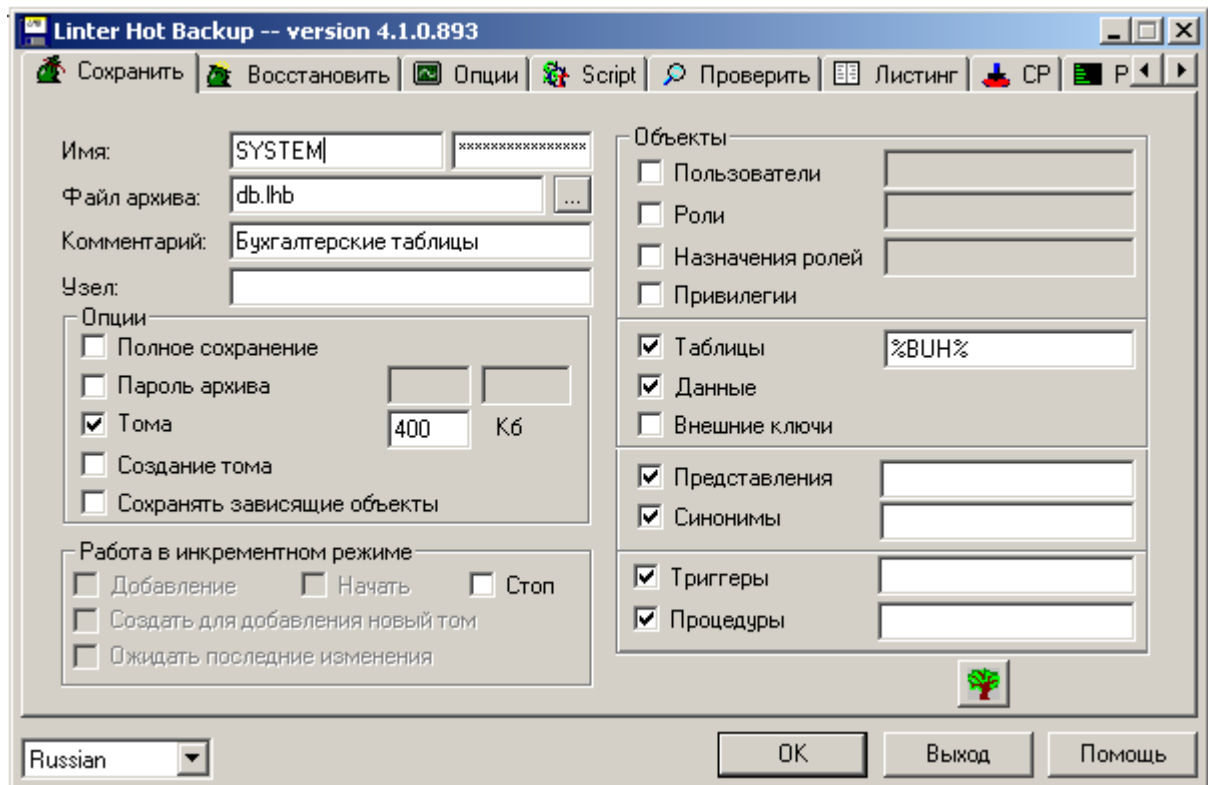 Linter Hot Backup -- version 4.1.0.893
Сохранить Восстановить Опции Script Проверить Листинг СР Р
Имя: SYSTEM ****************
Файл архива: db.lhb ...
Комментарий: Бухгалтерские таблицы
Узел:
Опции
Полное сохранение
Пароль архива
Тома 400 Кб
Создание тома
Сохранять зависящие объекты
Работа в инкрементном режиме
Добавление Начать Стоп
Создать для добавления новый том
Ожидать последние изменения
Объекты
Пользователи
Роли
Назначения ролей
Привилегии
Таблицы %BUH%
Данные
Внешние ключи
Представления
Синонимы
Триггеры
Процедуры
Russian OK Выход Помощь